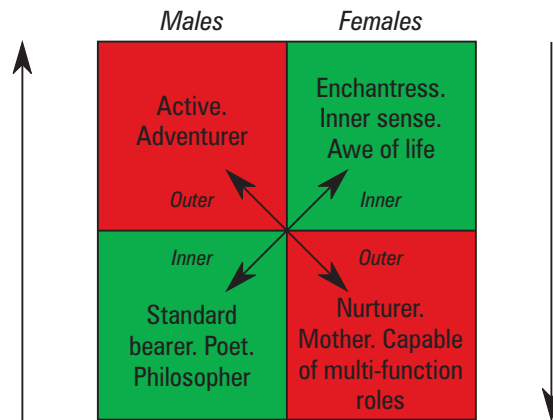 Males Females
Active.
Adventurer
Enchantress.
Inner sense.
Awe of life
Outer Inner
Inner Outer
Standard
bearer. Poet.
Philosopher
Nurturer.
Mother. Capable
of multi-function
roles